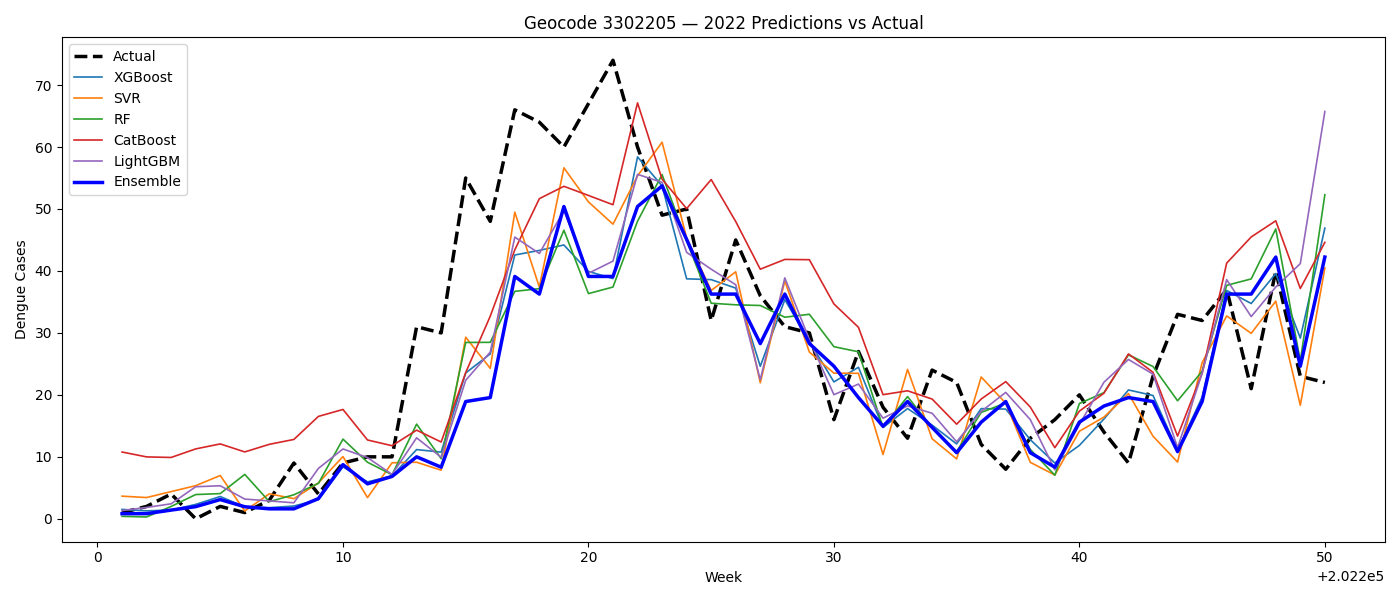 Geocode 3302205 — 2022 Predictions vs Actual
Actual
XGBoost
SVR
RF
CatBoost
LightGBM
Ensemble
Dengue Cases
70
60
50
40
30
20
10
0
0 10 20 30 40 50
Week
+2.022e5